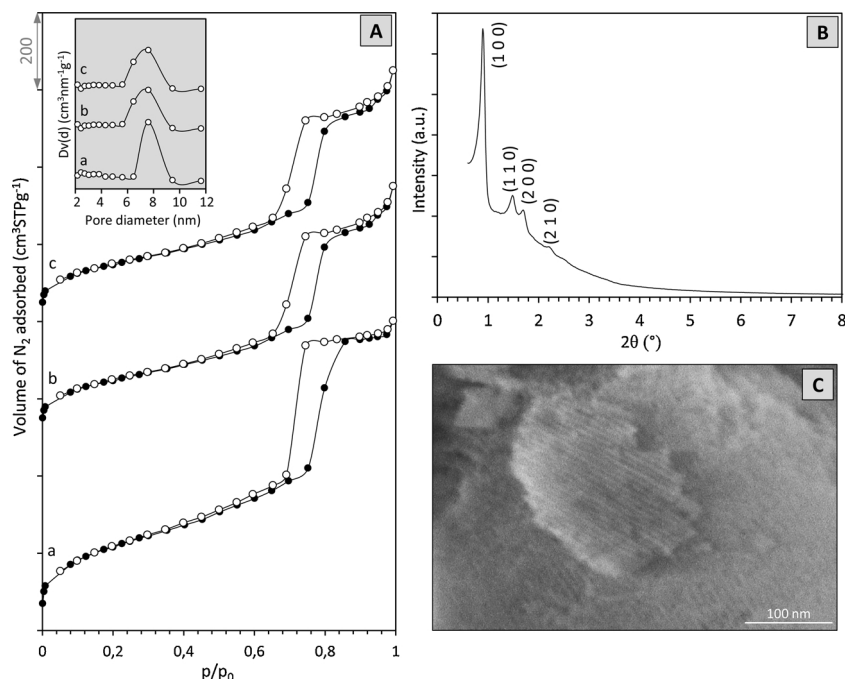 A
200
Volume of N₂ adsorbed (cm³STPg⁻¹)
Dv(d) (cm³nm⁻¹g⁻¹)
c
b
a
2 4 6 8 10 12
Pore diameter (nm)
c
b
a
0 0,2 0,4 0,6 0,8 1
p/p₀
B
Intensity (a.u.)
(1 0 0)
(1 1 0)
(2 0 0)
(2 1 0)
0 1 2 3 4 5 6 7 8
2θ (°)
C
100 nm